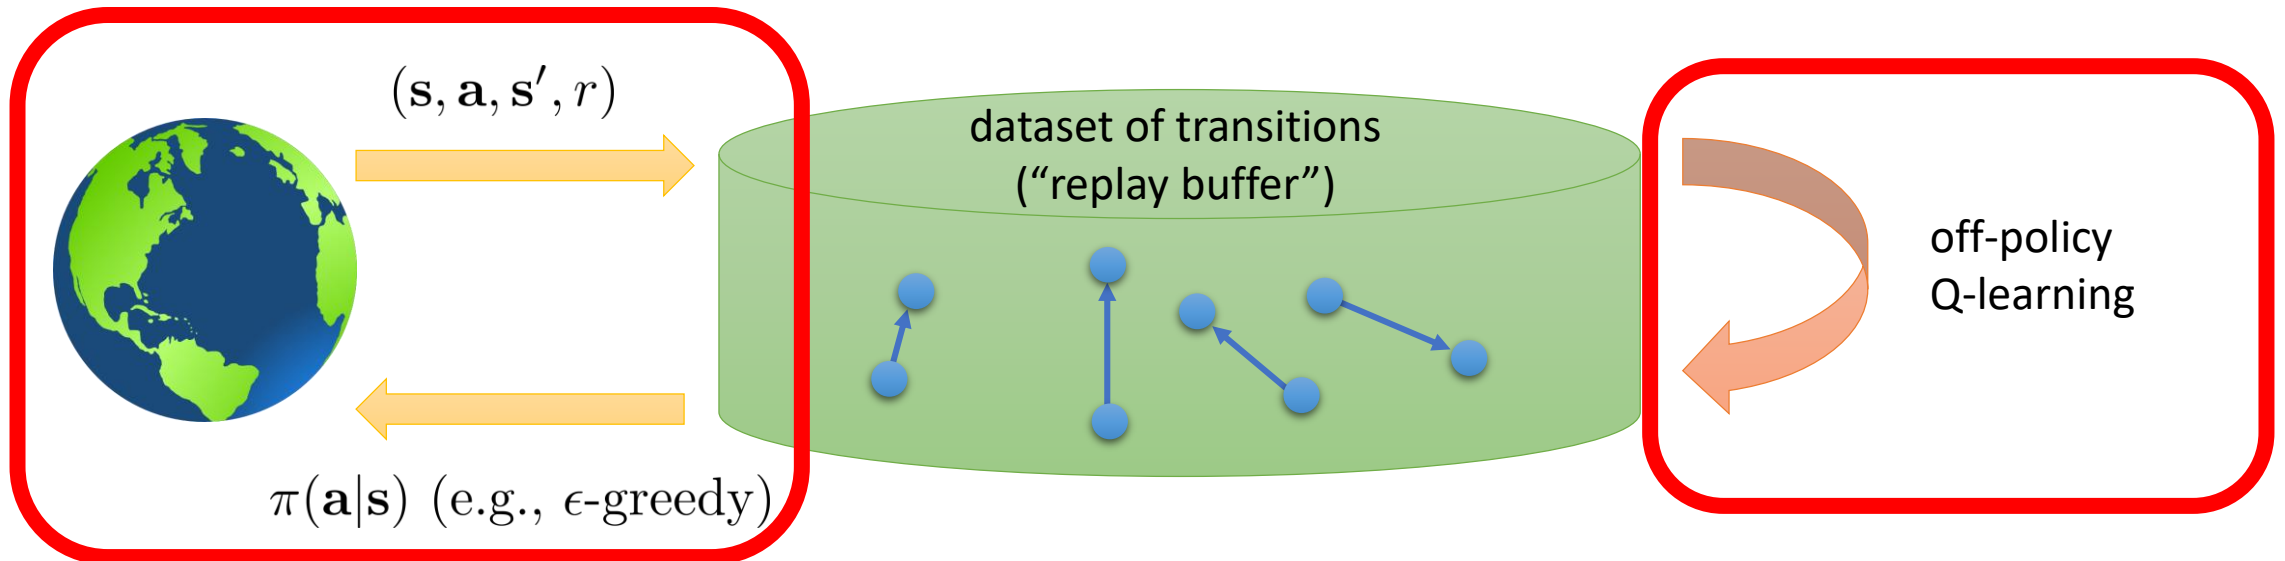 (s, a, s′, r)
dataset of transitions
(“replay buffer”)
off-policy
Q-learning
π(a|s) (e.g., ϵ-greedy)